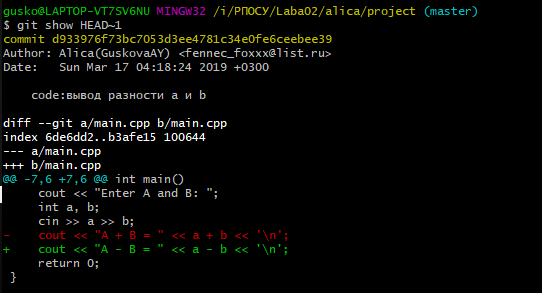 gusko@LAPTOP-VT7SV6NU MINGW32 /i/РПОСУ/Laba02/alica/project (master)
$ git show HEAD~1
commit d933976f73bc7053d3ee4781c34e0fe6ceebee39
Author: Alica(GuskovaAY) <fennec_foxxx@list.ru>
Date:   Sun Mar 17 04:18:24 2019 +0300
    code:вывод разности a и b
diff --git a/main.cpp b/main.cpp
index 6de6dd2..b3afe15 100644
--- a/main.cpp
+++ b/main.cpp
@@ -7,6 +7,6 @@ int main()
     cout << "Enter A and B: ";
     int a, b;
     cin >> a >> b;
-    cout << "A + B = " << a + b << '\n';
+    cout << "A - B = " << a - b << '\n';
     return 0;
 }